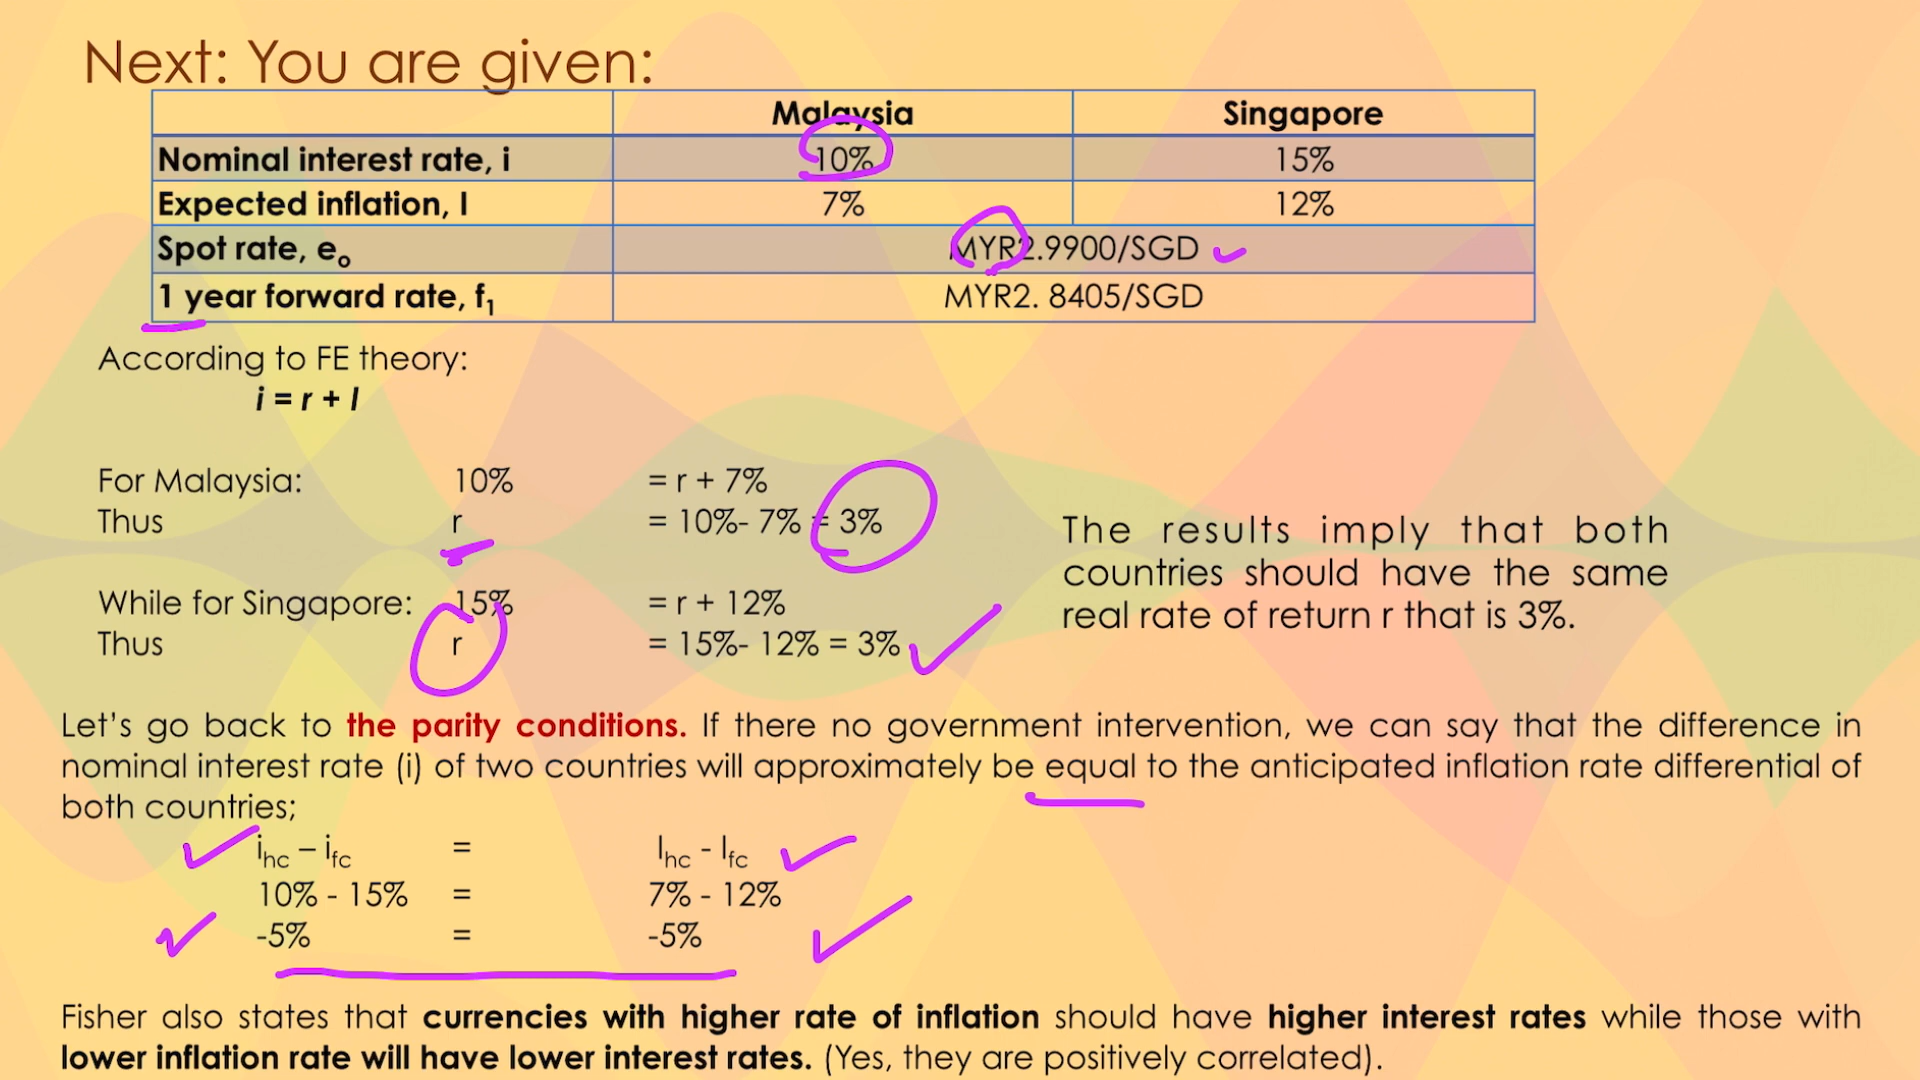 Next: You are given:
Malaysia Singapore
Nominal interest rate, i 10% 15%
Expected inflation, I 7% 12%
Spot rate, eo MYR2.9900/SGD
1 year forward rate, f1 MYR2. 8405/SGD
According to FE theory:
i = r + I
For Malaysia: 10% = r + 7%
Thus r = 10%- 7% = 3%
While for Singapore: 15% = r + 12%
Thus r = 15%- 12% = 3%
The results imply that both
countries should have the same
real rate of return r that is 3%.
Let's go back to the parity conditions. If there no government intervention, we can say that the difference in
nominal interest rate (i) of two countries will approximately be equal to the anticipated inflation rate differential of
both countries;
ihc – ifc = Ihc - Ifc
10% - 15% = 7% - 12%
-5% = -5%
Fisher also states that currencies with higher rate of inflation should have higher interest rates while those with
lower inflation rate will have lower interest rates. (Yes, they are positively correlated).